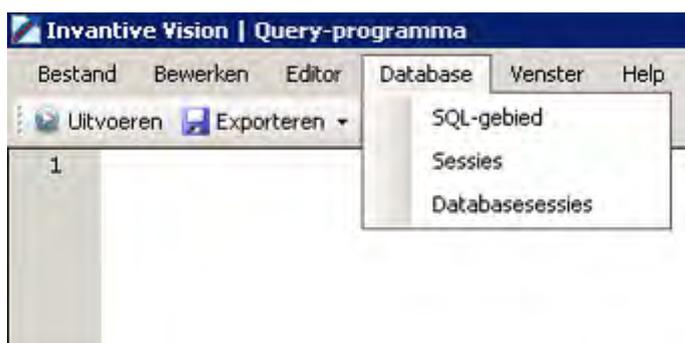 Invantive Vision | Query-programma
Bestand Bewerken Editor Database Venster Help
Uitvoeren Exporteren
SQL-gebied
Sessies
Databasesessies
1